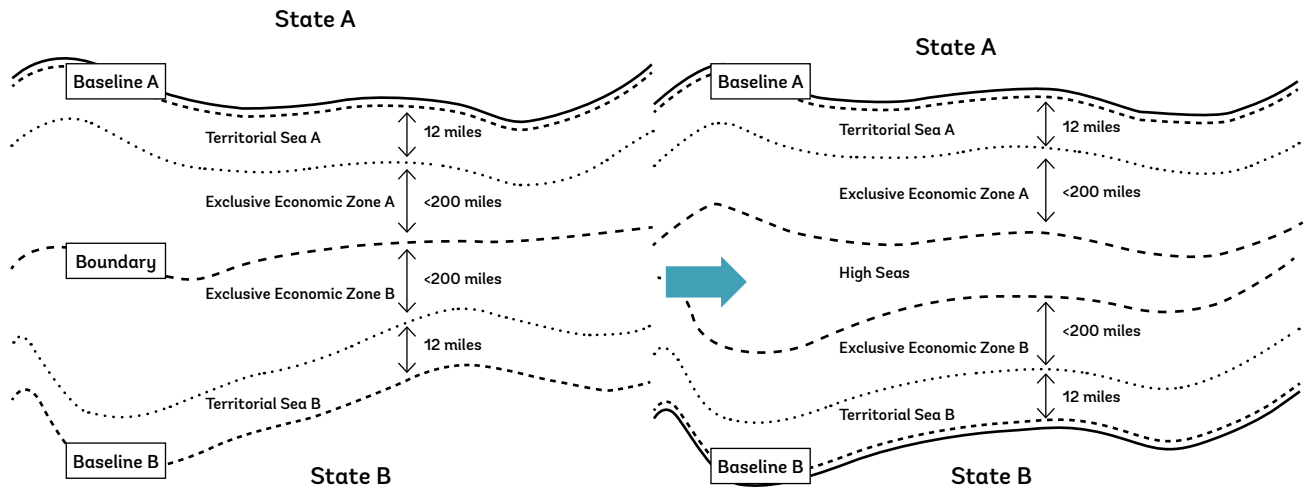 State A
Baseline A
Territorial Sea A
12 miles
Exclusive Economic Zone A
<200 miles
Boundary
<200 miles
Exclusive Economic Zone B
12 miles
Territorial Sea B
Baseline B
State B
State A
Baseline A
Territorial Sea A
12 miles
Exclusive Economic Zone A
<200 miles
High Seas
<200 miles
Exclusive Economic Zone B
12 miles
Territorial Sea B
Baseline B
State B